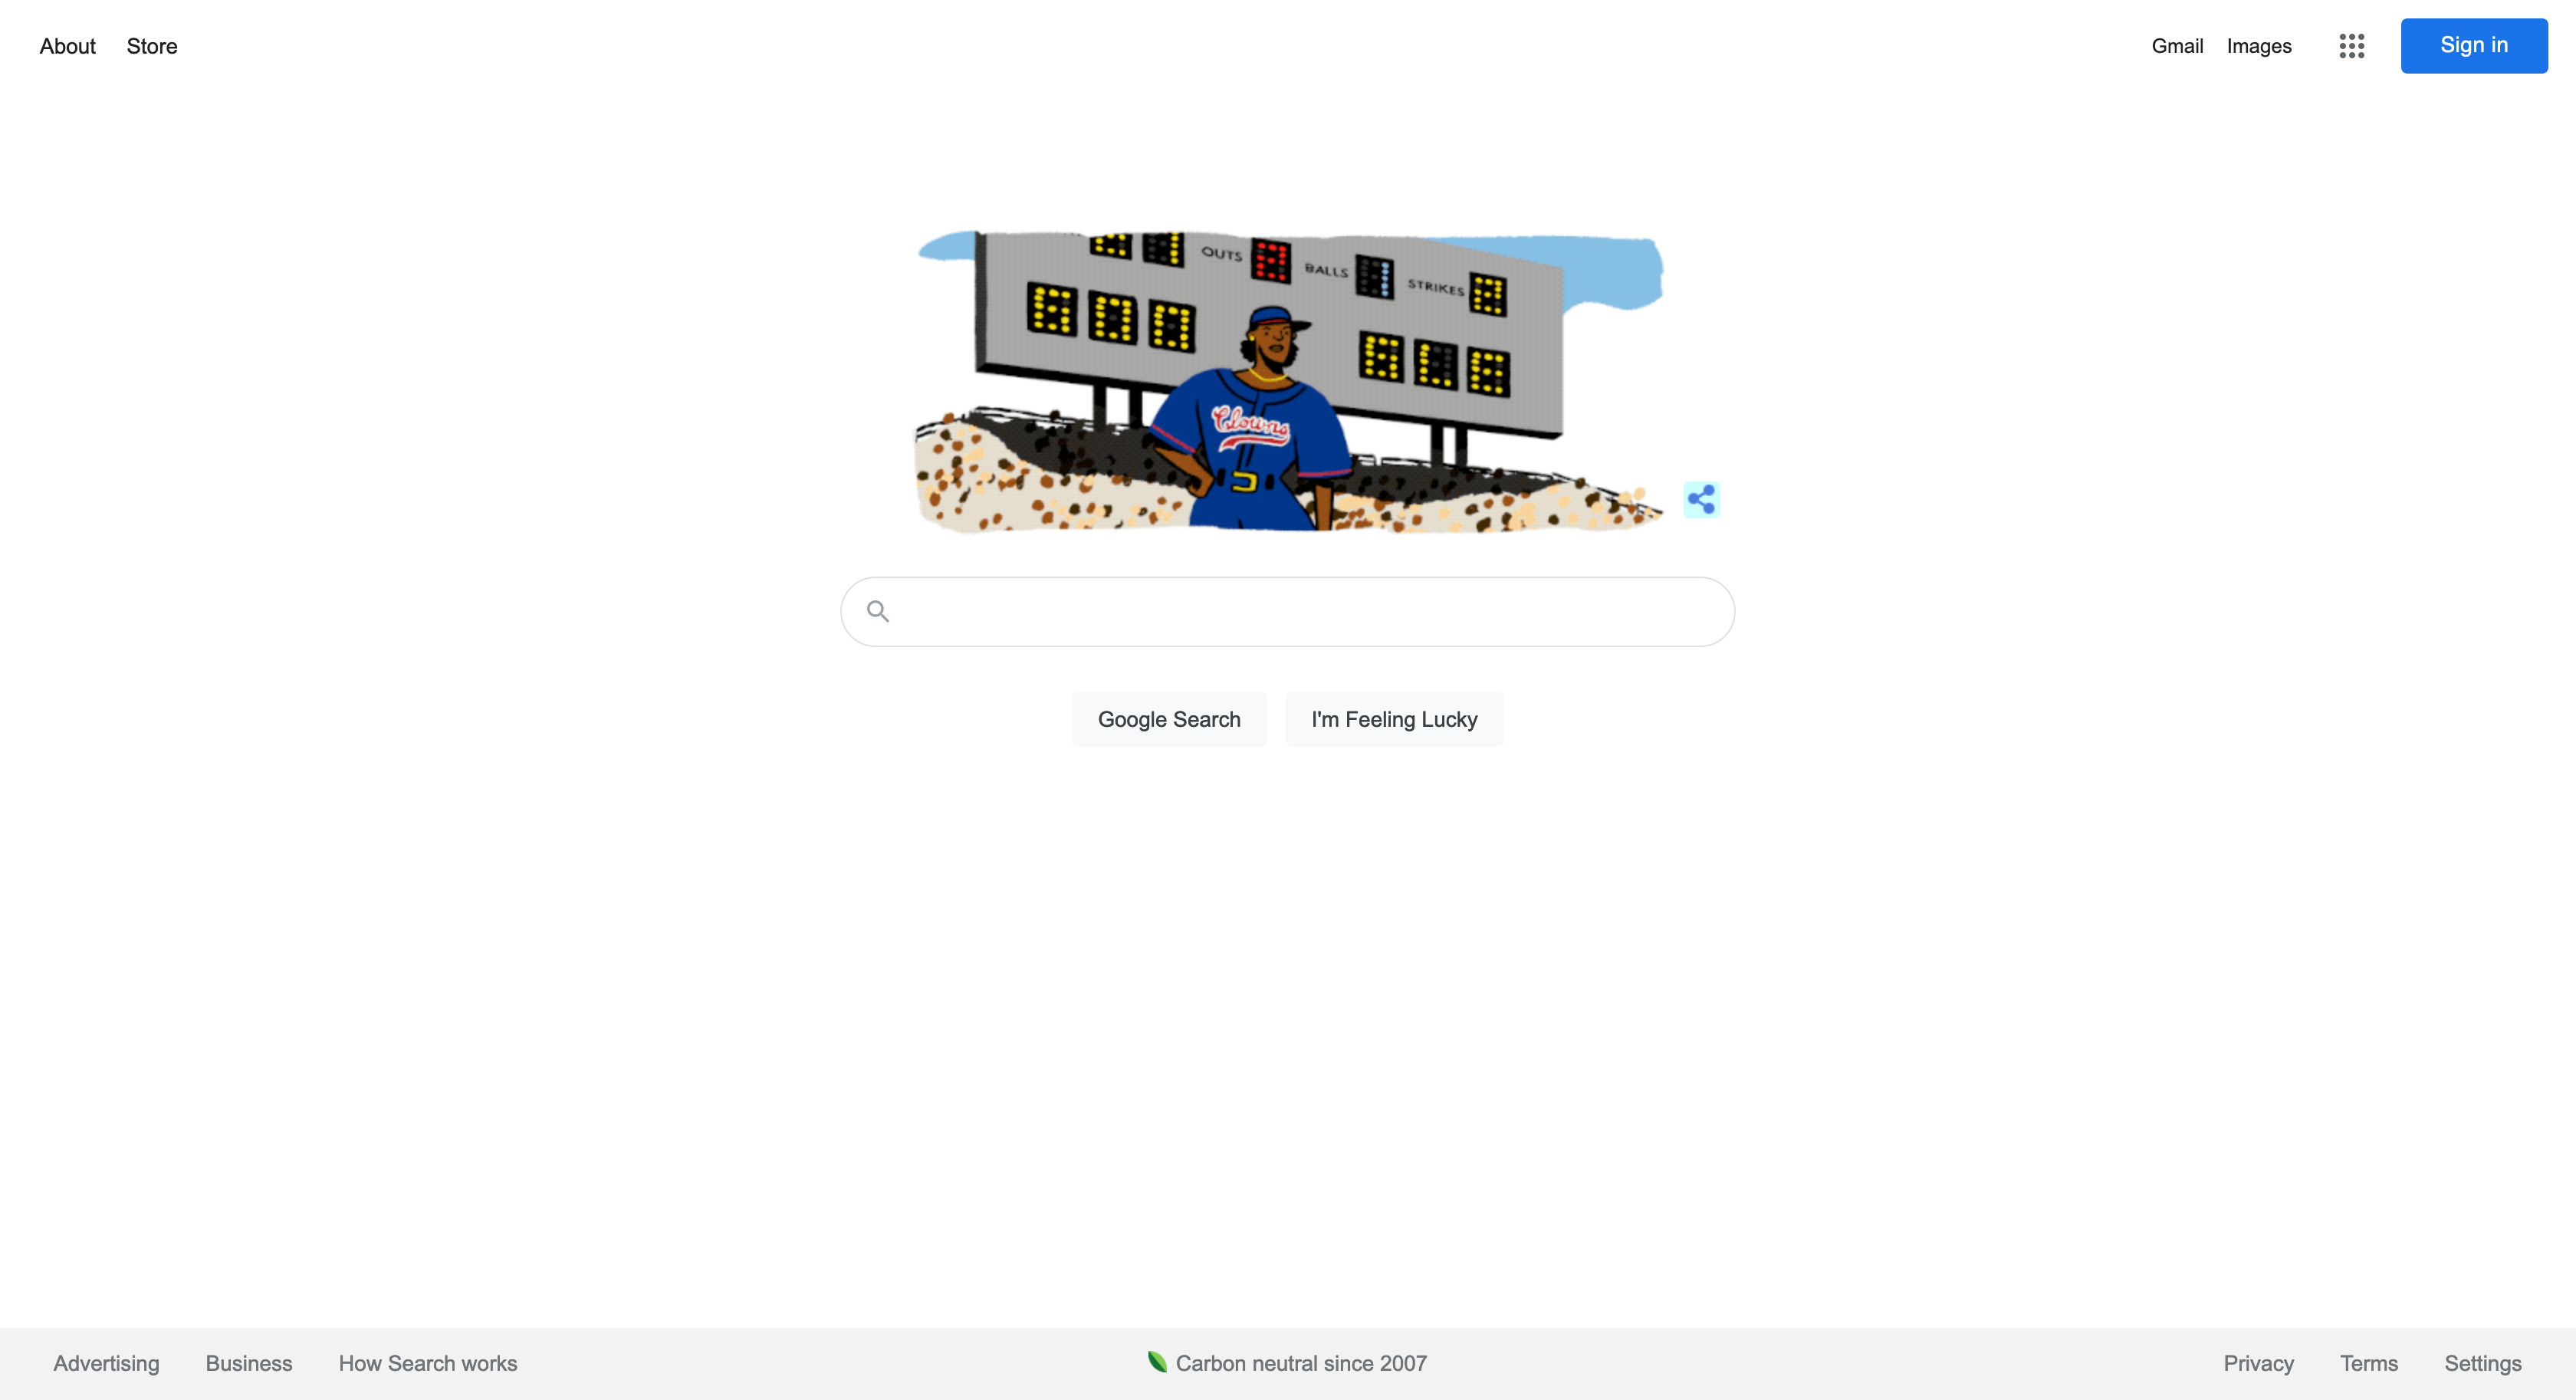 About Store
Gmail Images Sign in
OUTS BALLS STRIKES
Clowns
Google Search I'm Feeling Lucky
Advertising Business How Search works
Carbon neutral since 2007
Privacy Terms Settings